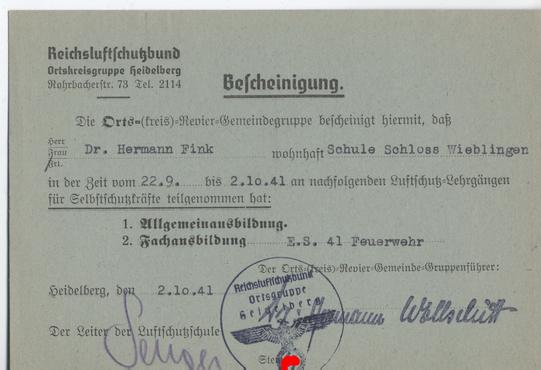 Reichsluftschutzbund
Ortskreisgruppe Heidelberg
Rohrbacherstr. 73 Tel. 2114
Bescheinigung.
Die Orts-(kreis)-Revier-Gemeindegruppe bescheinigt hiermit, daß
Herr
Frau Dr. Hermann Fink wohnhaft Schule Schloss Wieblingen
Frl.
in der Zeit vom 22.9. bis 2.10.41 an nachfolgenden Luftschutz-Lehrgängen
für Selbstschutzkräfte teilgenommen hat:
1. Allgemeinausbildung.
2. Fachausbildung E.S. 41 Feuerwehr
Der Orts-(kreis)-Revier-Gemeinde-Gruppenführer:
Reichsluftschutzbund
Ortsgruppe
Heidelberg
Heidelberg, den 2.10.41
Der Leiter der Luftschutzschule